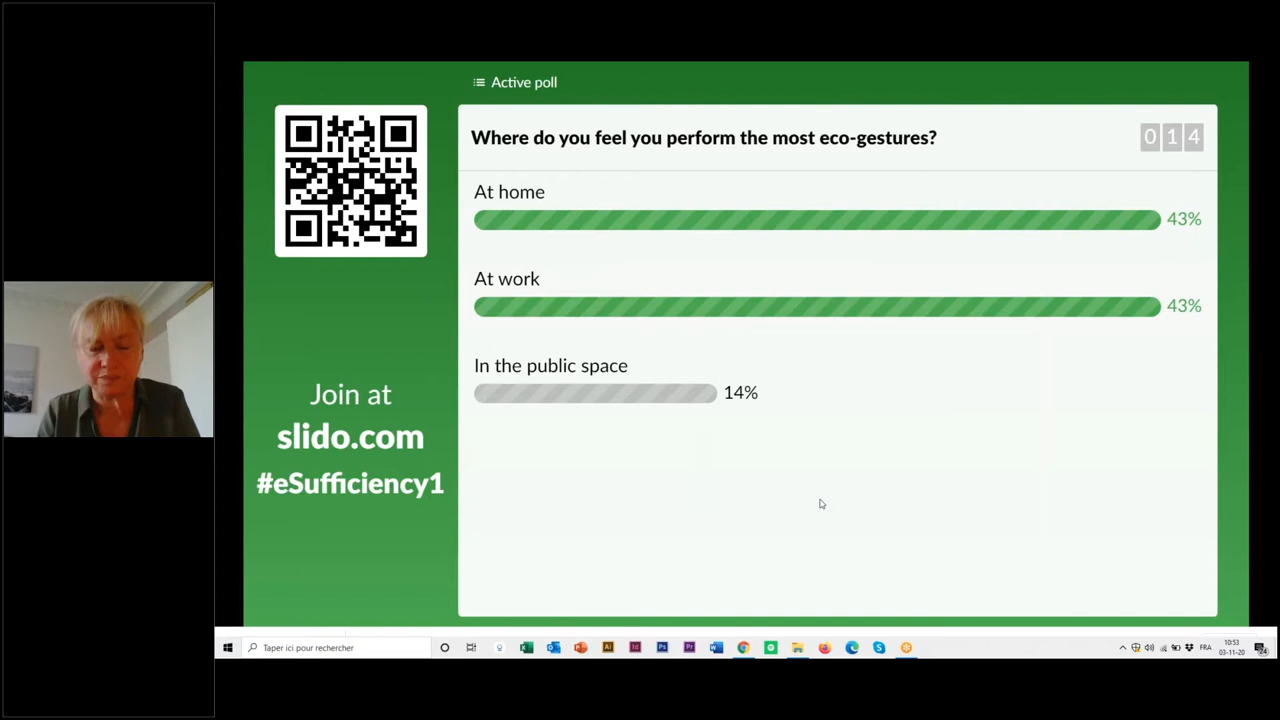 Active poll
Where do you feel you perform the most eco-gestures?
014
At home
43%
At work
43%
In the public space
14%
Join at
slido.com
#eSufficiency1
Taper ici pour rechercher
FRA
10:53
03-11-20
24